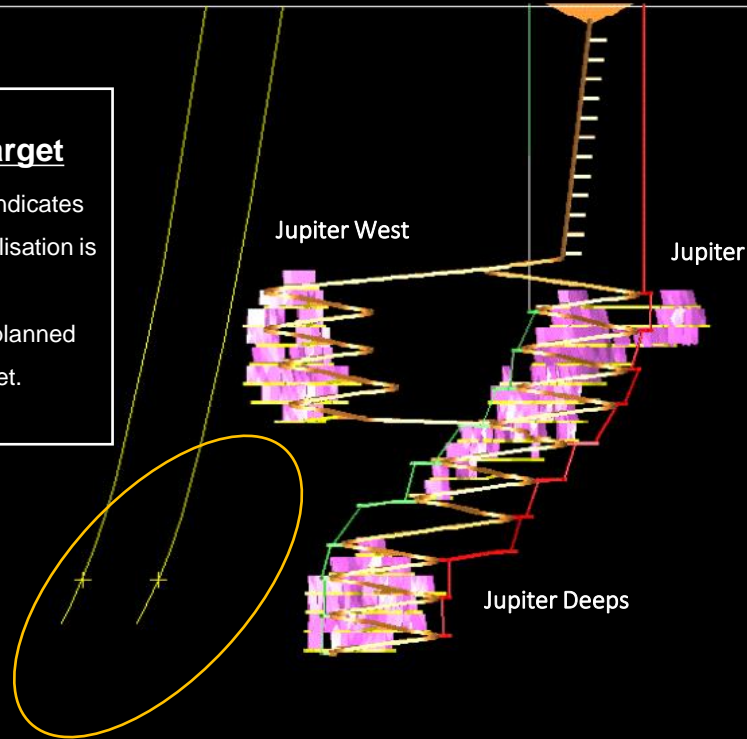 arget
ndicates
lisation is
planned
et.
Jupiter West
Jupiter
Jupiter Deeps